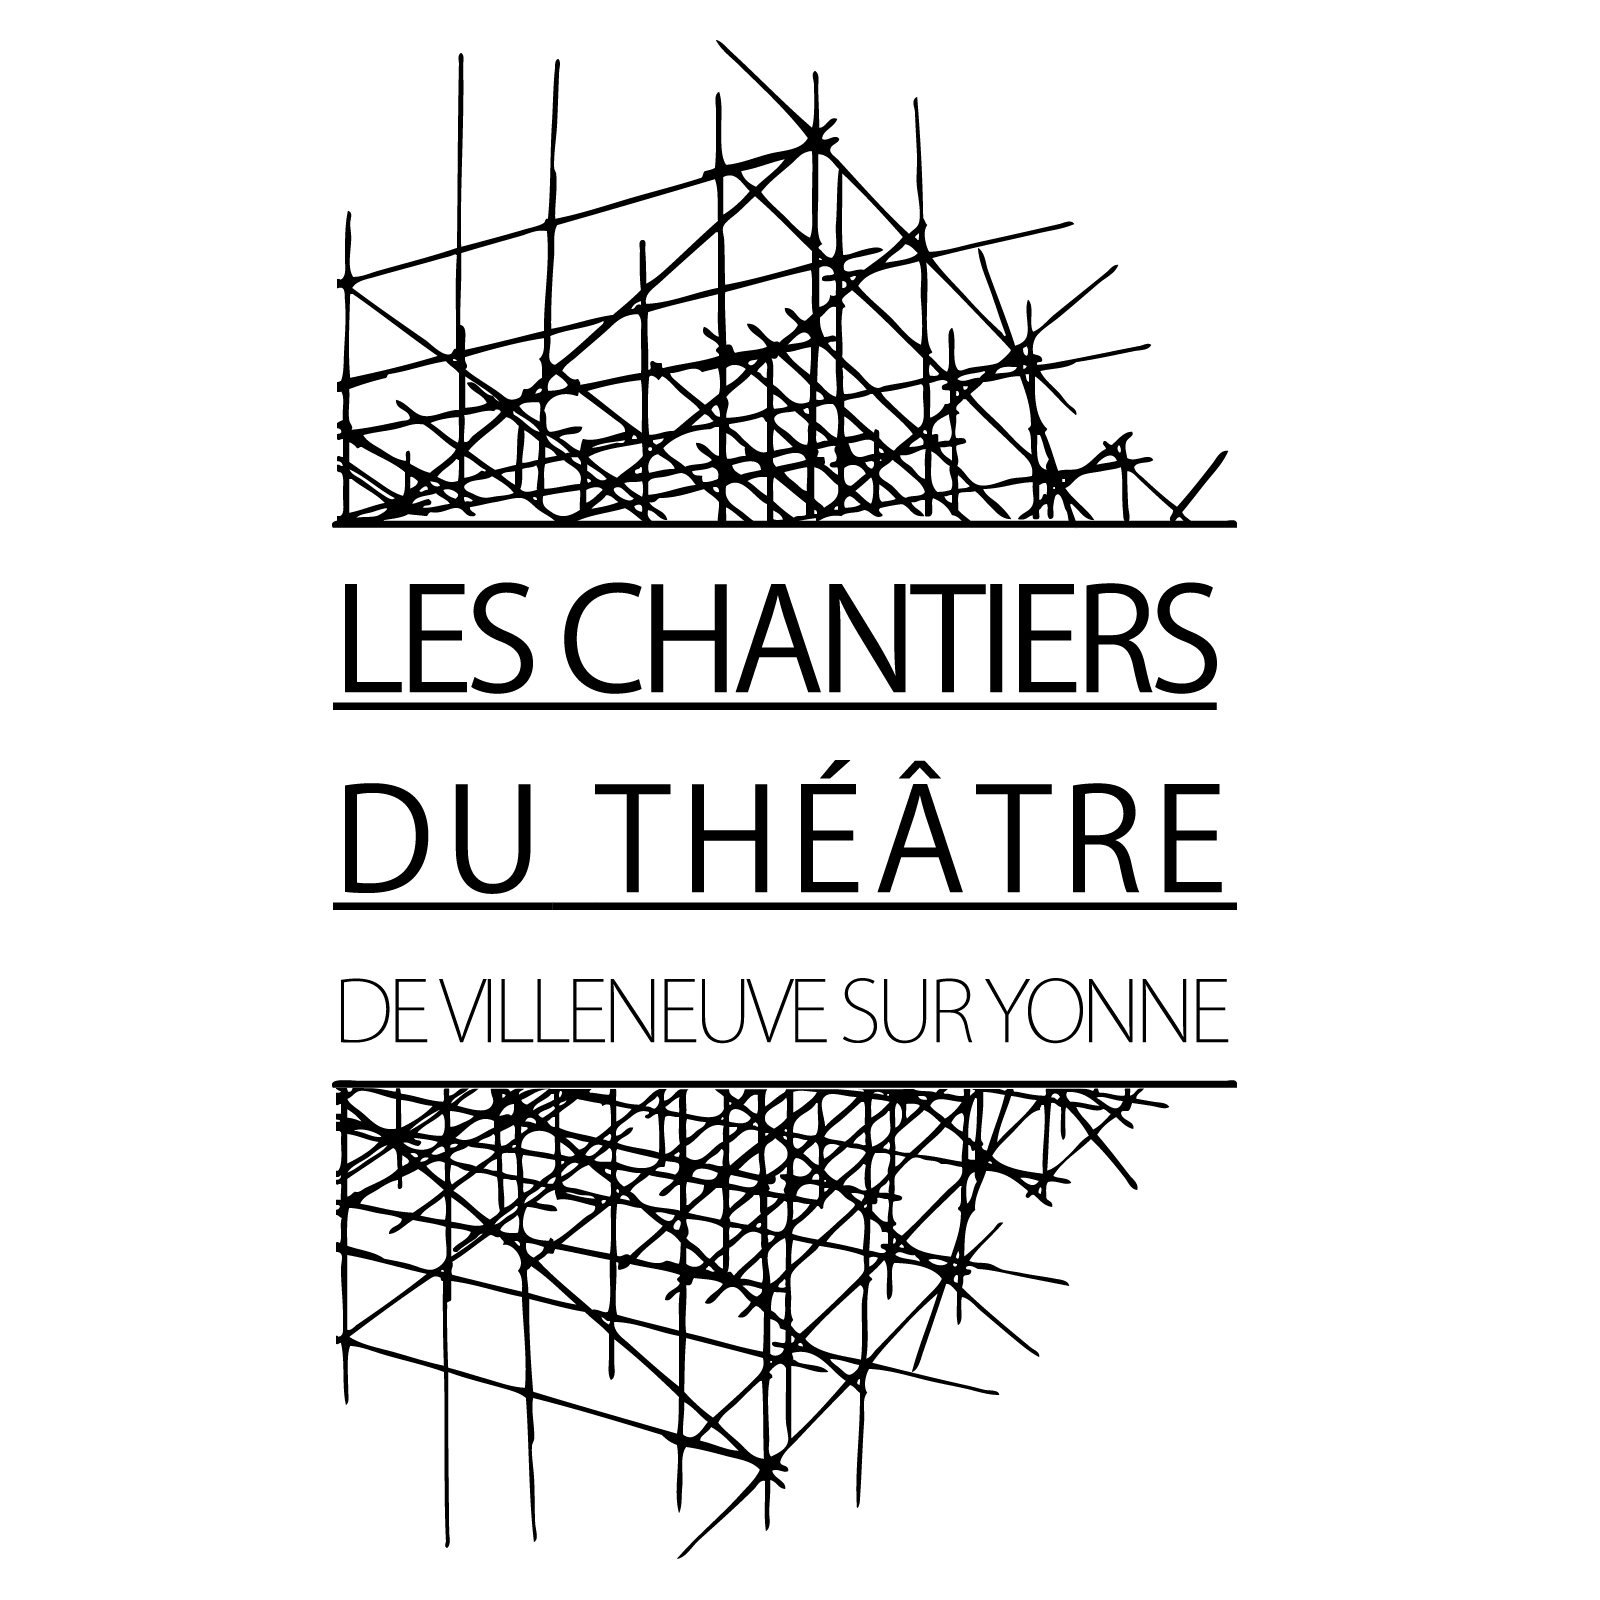 LES CHANTIERS
DU THÉÂTRE
DE VILLENEUVE SUR YONNE